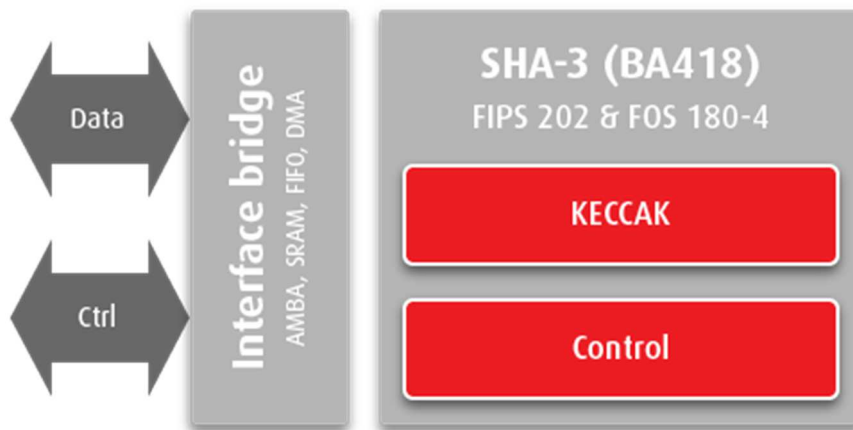 Data
Ctrl
Interface bridge
AMBA, SRAM, FIFO, DMA
SHA-3 (BA418)
FIPS 202 & FOS 180-4
KECCAK
Control